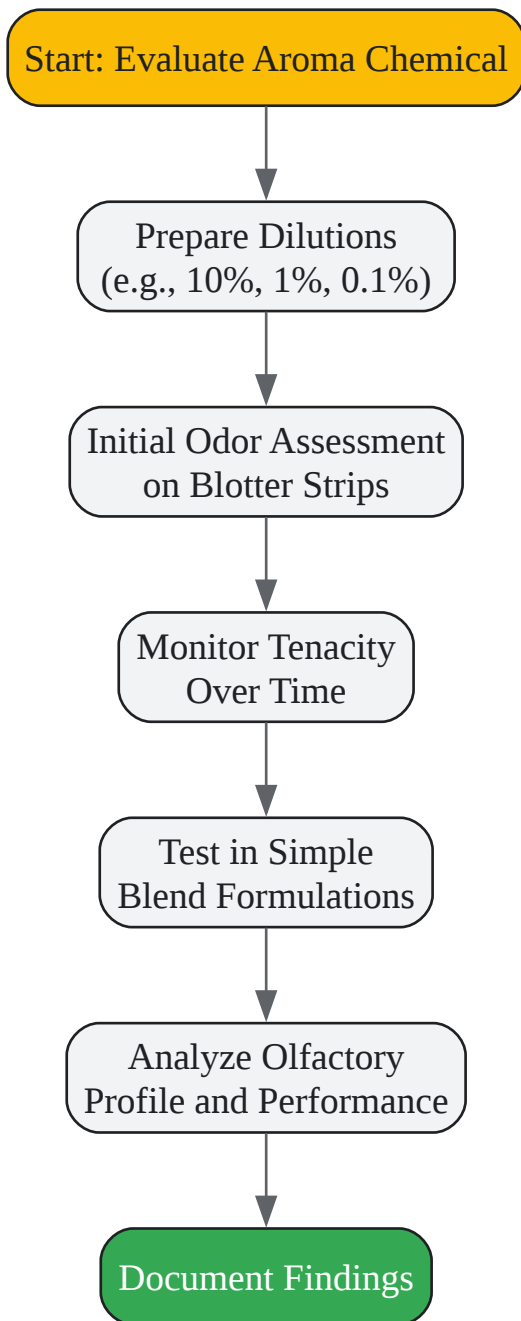 Start: Evaluate Aroma Chemical
Prepare Dilutions
(e.g., 10%, 1%, 0.1%)
Initial Odor Assessment
on Blotter Strips
Monitor Tenacity
Over Time
Test in Simple
Blend Formulations
Analyze Olfactory
Profile and Performance
Document Findings